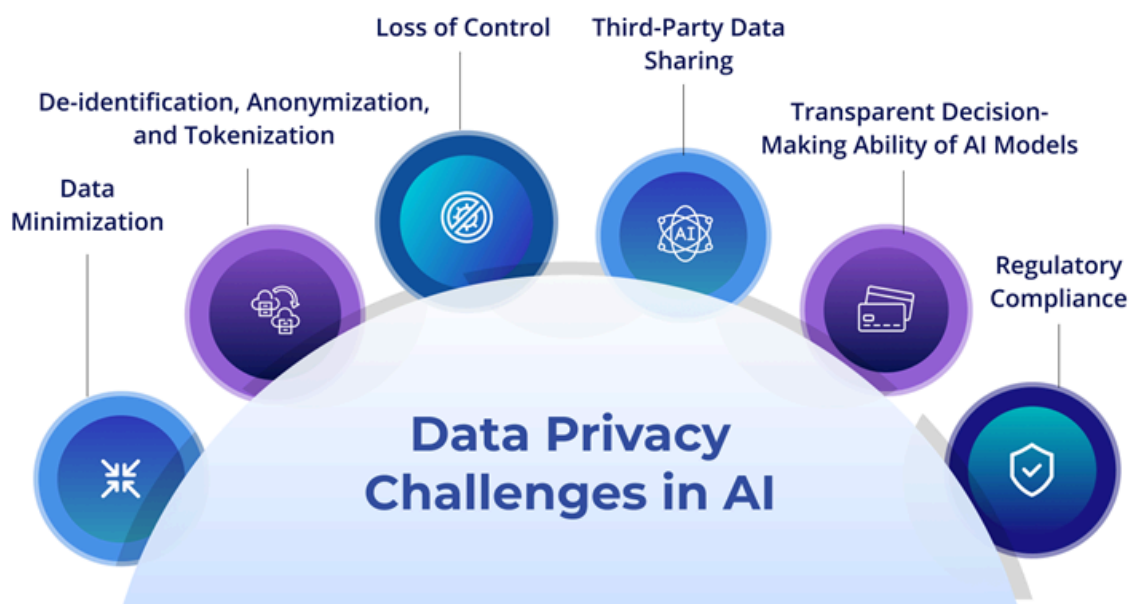 Loss of Control
Third-Party Data
Sharing
De-identification, Anonymization,
and Tokenization
Transparent Decision-
Making Ability of AI Models
Data
Minimization
Regulatory
Compliance
AI
Data Privacy
Challenges in AI